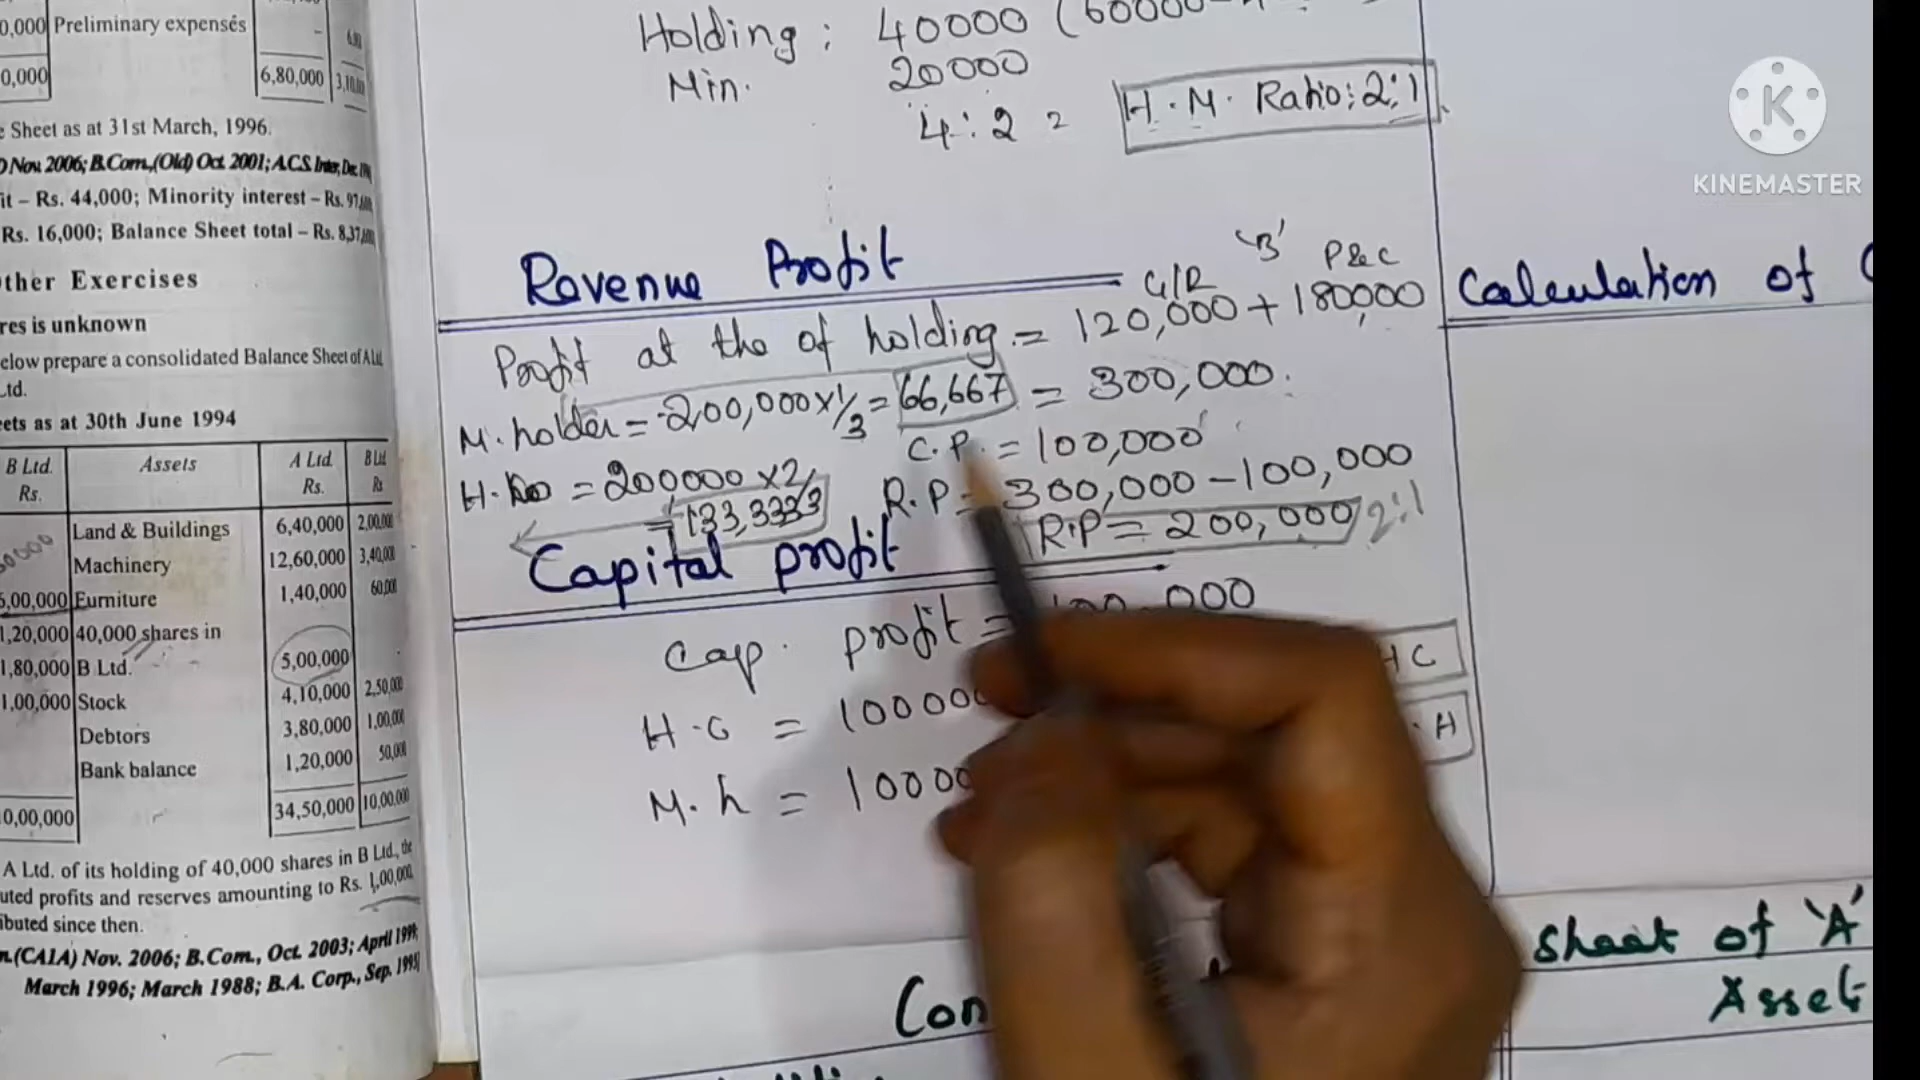 0,000 Preliminary expenses -
0,000 6,80,000
e Sheet as at 31st March, 1996.
Nov. 2006; B.Com.,(Old) Oct. 2001; A.C.S. Inter, Dec.
it – Rs. 44,000; Minority interest – Rs.
Rs. 16,000; Balance Sheet total – Rs.
ther Exercises
res is unknown
elow prepare a consolidated Balance Sheet of A Ltd.
Ltd.
eets as at 30th June 1994
B Ltd. Assets A Ltd. B Ltd.
Rs. Rs. Rs
Land & Buildings 6,40,000 2,00,000
Machinery 12,60,000 3,40,000
5,00,000 Furniture 1,40,000 60,000
1,20,000 40,000 shares in
1,80,000 B Ltd. 5,00,000
1,00,000 Stock 4,10,000 2,50,000
Debtors 3,80,000 1,00,000
Bank balance 1,20,000 50,000
0,00,000 34,50,000 10,00,000
A Ltd. of its holding of 40,000 shares in B Ltd., the
uted profits and reserves amounting to Rs. 1,00,000
ibuted since then.
(CA1A) Nov. 2006; B.Com., Oct. 2003; April
March 1996; March 1988; B.A. Corp., Sep.
Holding : 40000 (60000
Min. 20000
4:2 = H.M. Ratio: 2:1
Revenue Profit
'B'
G/R P&C
Profit at the of holding = 120,000 + 180,000
M.holder = 200,000 x 1/3 = 66,667 = 300,000
C.P. = 100,000
= 200000 x 2/
R.P = 300,000 - 100,000
R.P = 200,000 2:1
Capital profit
Cap. profit =
H.C = 1000
M.h = 1000
HC
H
Con
Calculation of
Sheet of 'A'
Assets
K
KINEMASTER